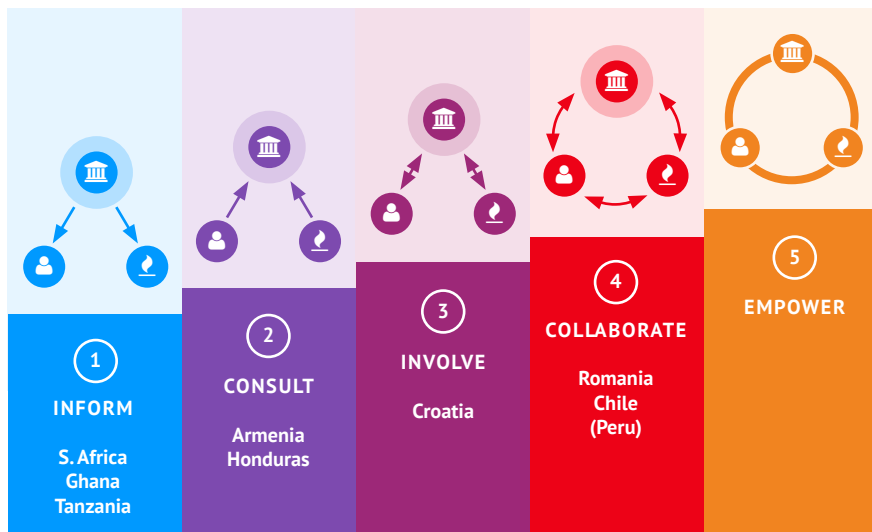 1
INFORM
S. Africa
Ghana
Tanzania
2
CONSULT
Armenia
Honduras
3
INVOLVE
Croatia
4
COLLABORATE
Romania
Chile
(Peru)
5
EMPOWER